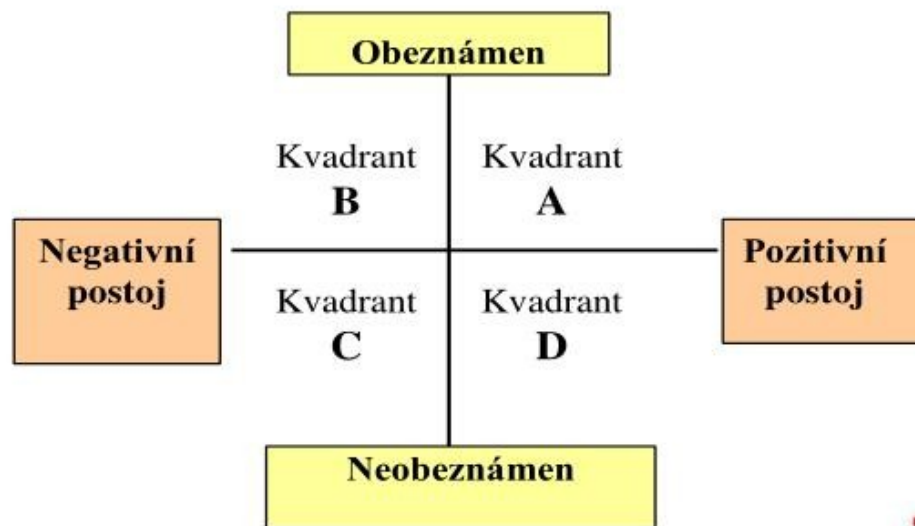 Obeznámen
Kvadrant Kvadrant
B A
Negativní Pozitivní
postoj postoj
Kvadrant Kvadrant
C D
Neobeznámen